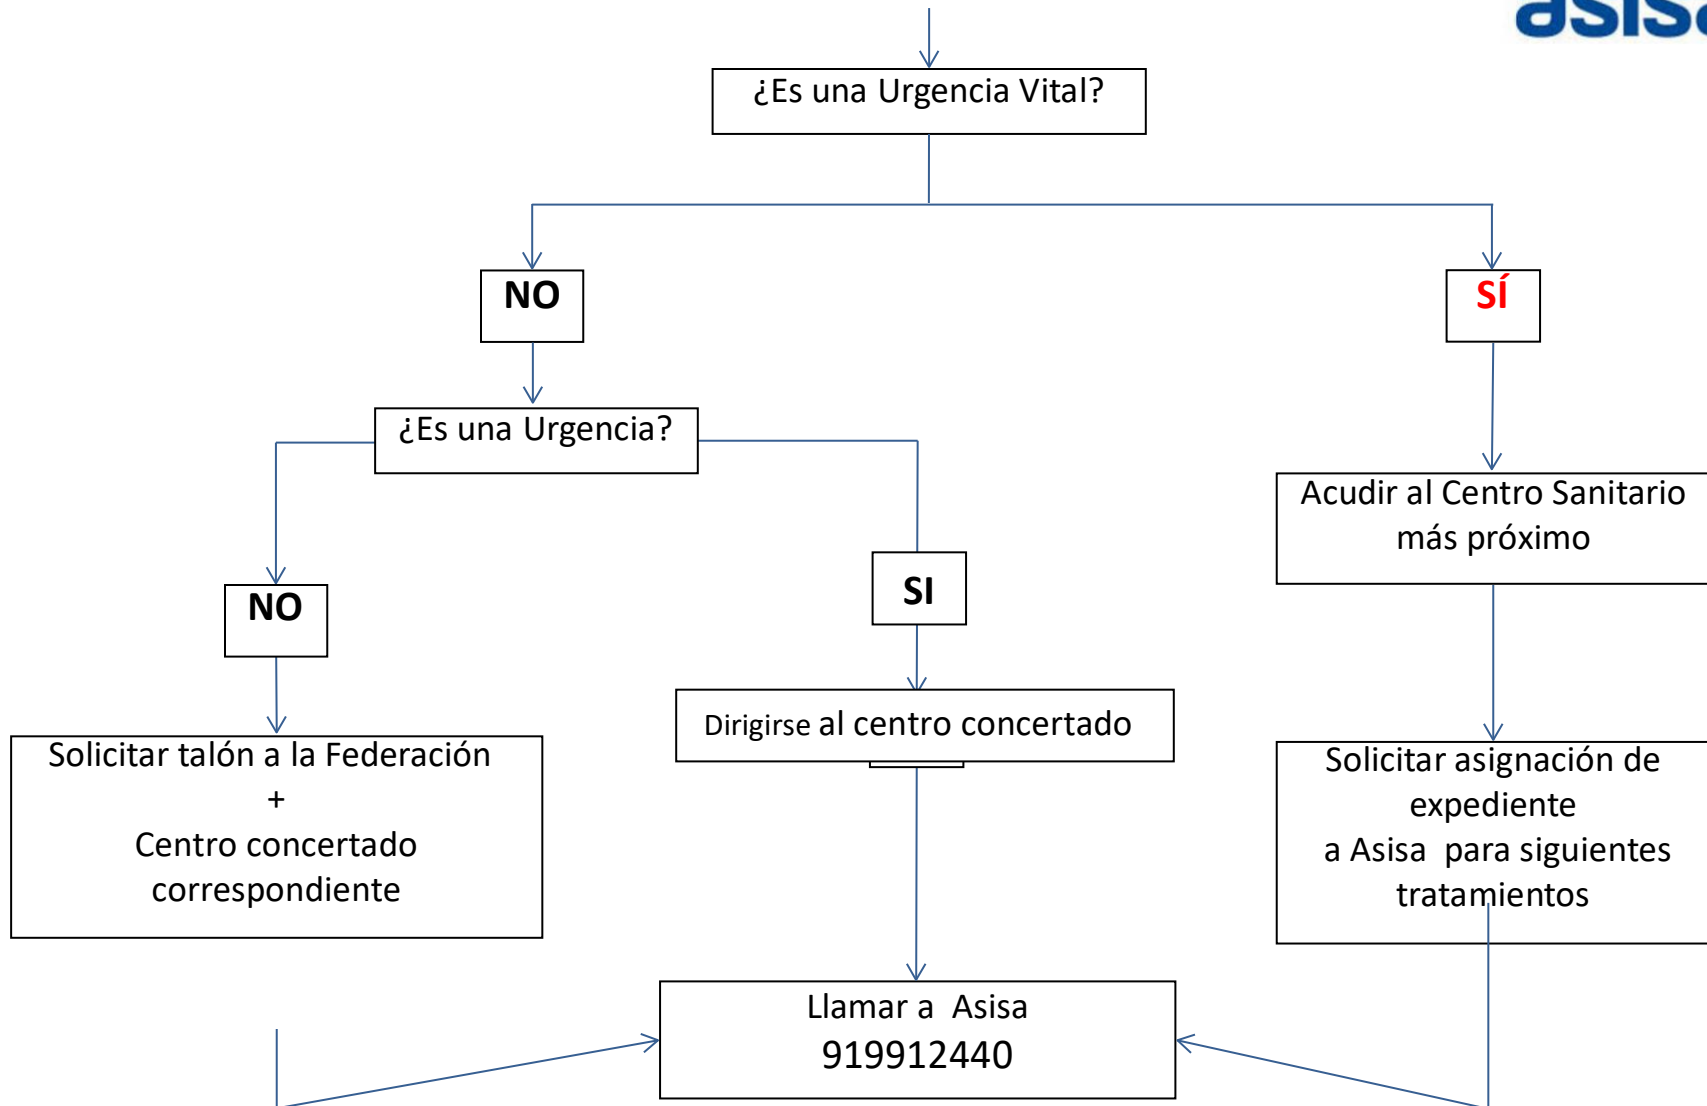 asisa
¿Es una Urgencia Vital?
NO
SÍ
¿Es una Urgencia?
Acudir al Centro Sanitario
más próximo
NO
SI
Dirigirse al centro concertado
Solicitar talón a la Federación
+
Centro concertado
correspondiente
Solicitar asignación de
expediente
a Asisa para siguientes
tratamientos
Llamar a Asisa
919912440